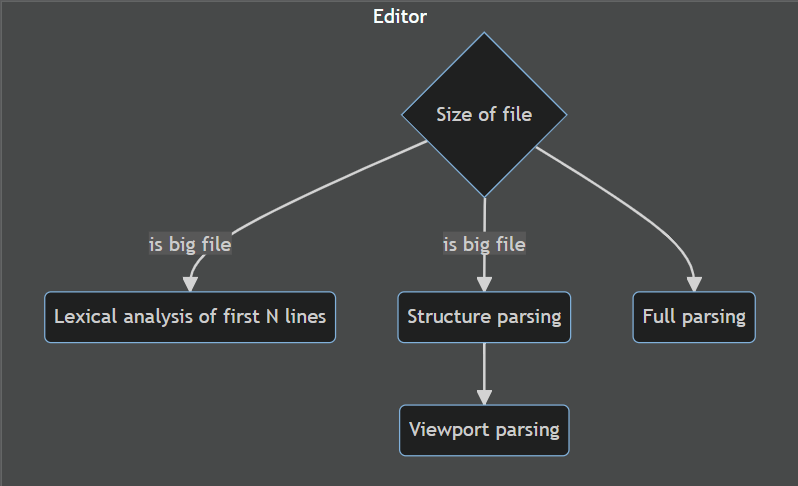 Editor
Size of file
is big file
is big file
Lexical analysis of first N lines
Structure parsing
Full parsing
Viewport parsing